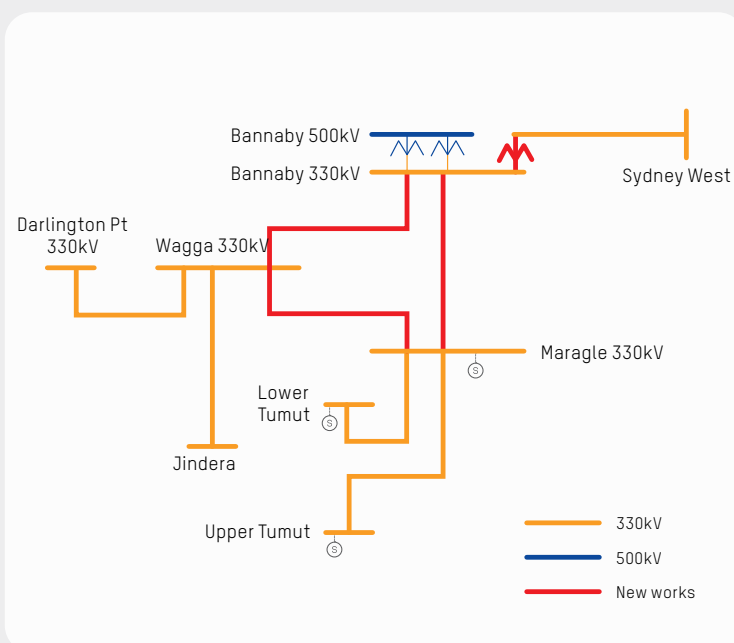 Bannaby 500kV
Bannaby 330kV
Sydney West
Darlington Pt
330kV
Wagga 330kV
Maragle 330kV
S
Lower
Tumut
S
Jindera
Upper Tumut
S
330kV
500kV
New works